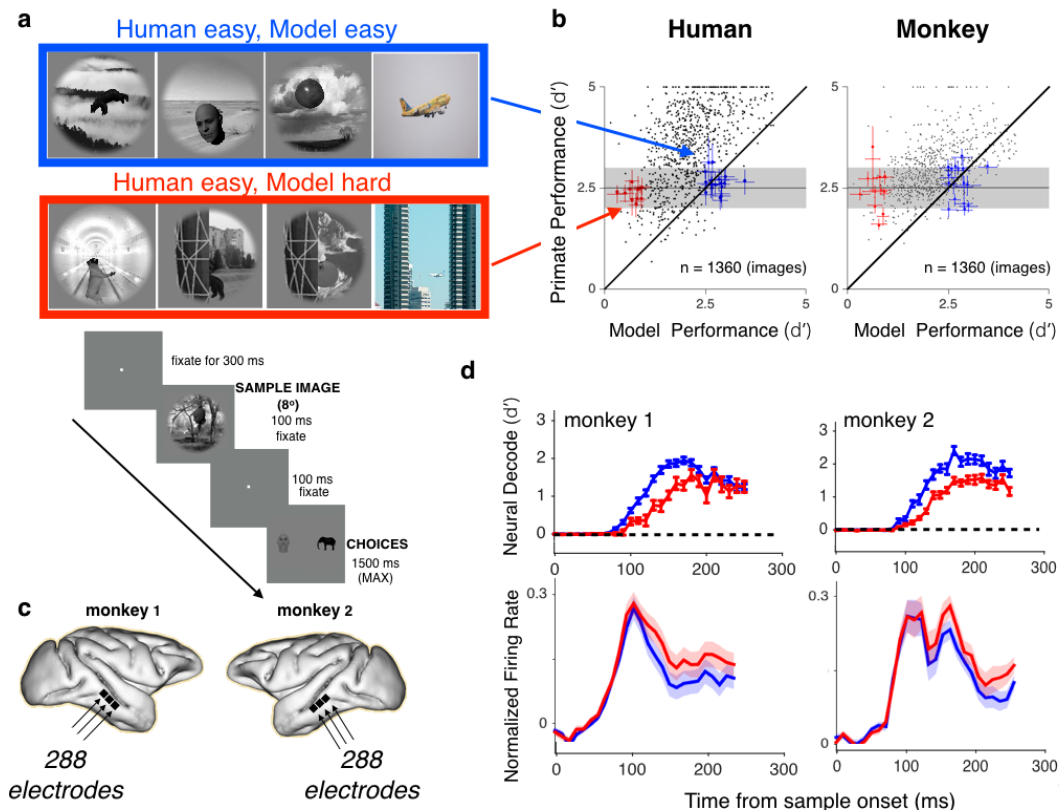 a
Human easy, Model easy
Human easy, Model hard
fixate for 300 ms
SAMPLE IMAGE
(8º)
100 ms
fixate
100 ms
fixate
CHOICES
1500 ms
(MAX)
b
Human
Monkey
Primate Performance (d′)
5
2.5
0
n = 1360 (images)
0
2.5
5
Model Performance (d′)
5
2.5
0
n = 1360 (images)
0
2.5
5
Model Performance (d′)
c
monkey 1
monkey 2
288
electrodes
288
electrodes
d
Neural Decode (d′)
monkey 1
3
2
1
0
0
100
200
300
monkey 2
3
2
1
0
0
100
200
300
Normalized Firing Rate
0.3
0
0
100
200
300
0.3
0
0
100
200
300
Time from sample onset (ms)